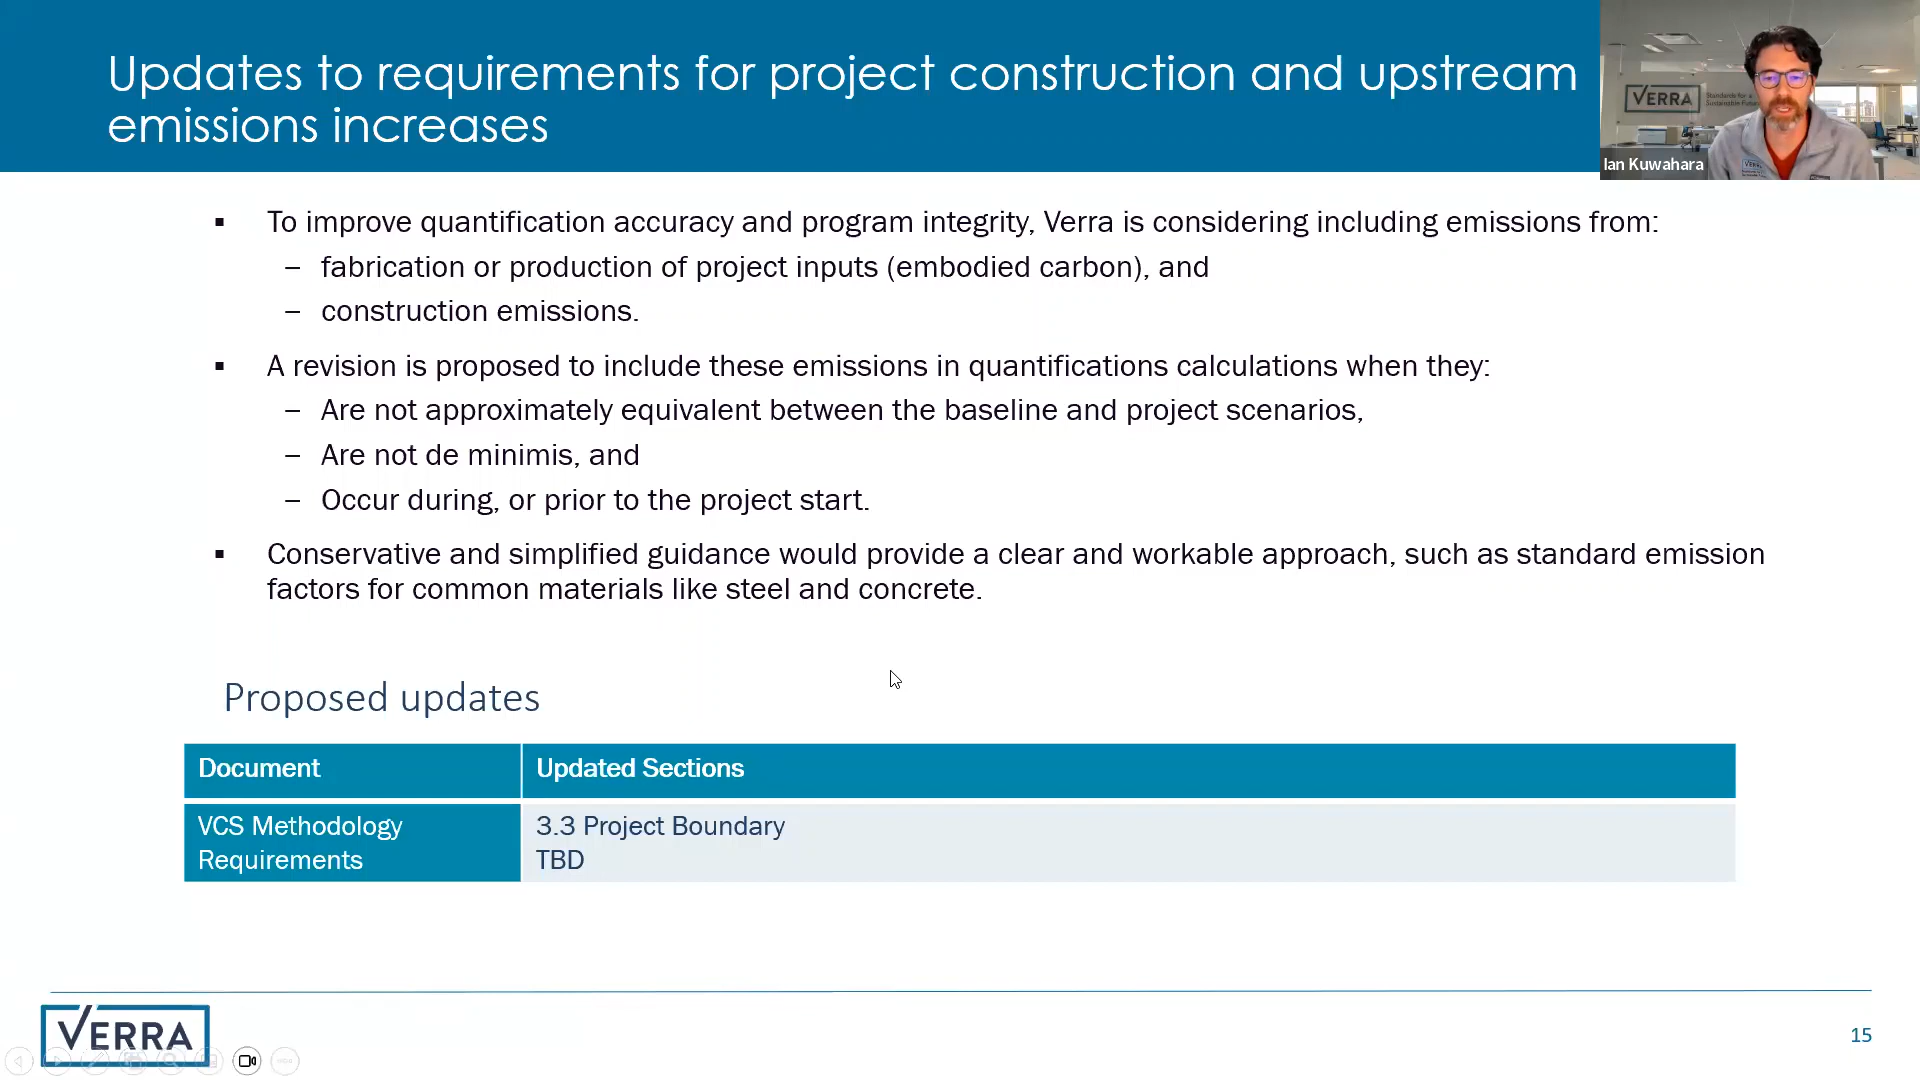 Updates to requirements for project construction and upstream
emissions increases
VERRA
Ian Kuwahara
▪ To improve quantification accuracy and program integrity, Verra is considering including emissions from:
– fabrication or production of project inputs (embodied carbon), and
– construction emissions.
▪ A revision is proposed to include these emissions in quantifications calculations when they:
– Are not approximately equivalent between the baseline and project scenarios,
– Are not de minimis, and
– Occur during, or prior to the project start.
▪ Conservative and simplified guidance would provide a clear and workable approach, such as standard emission
factors for common materials like steel and concrete.
Proposed updates
Document
Updated Sections
VCS Methodology
Requirements
3.3 Project Boundary
TBD
VERRA
15